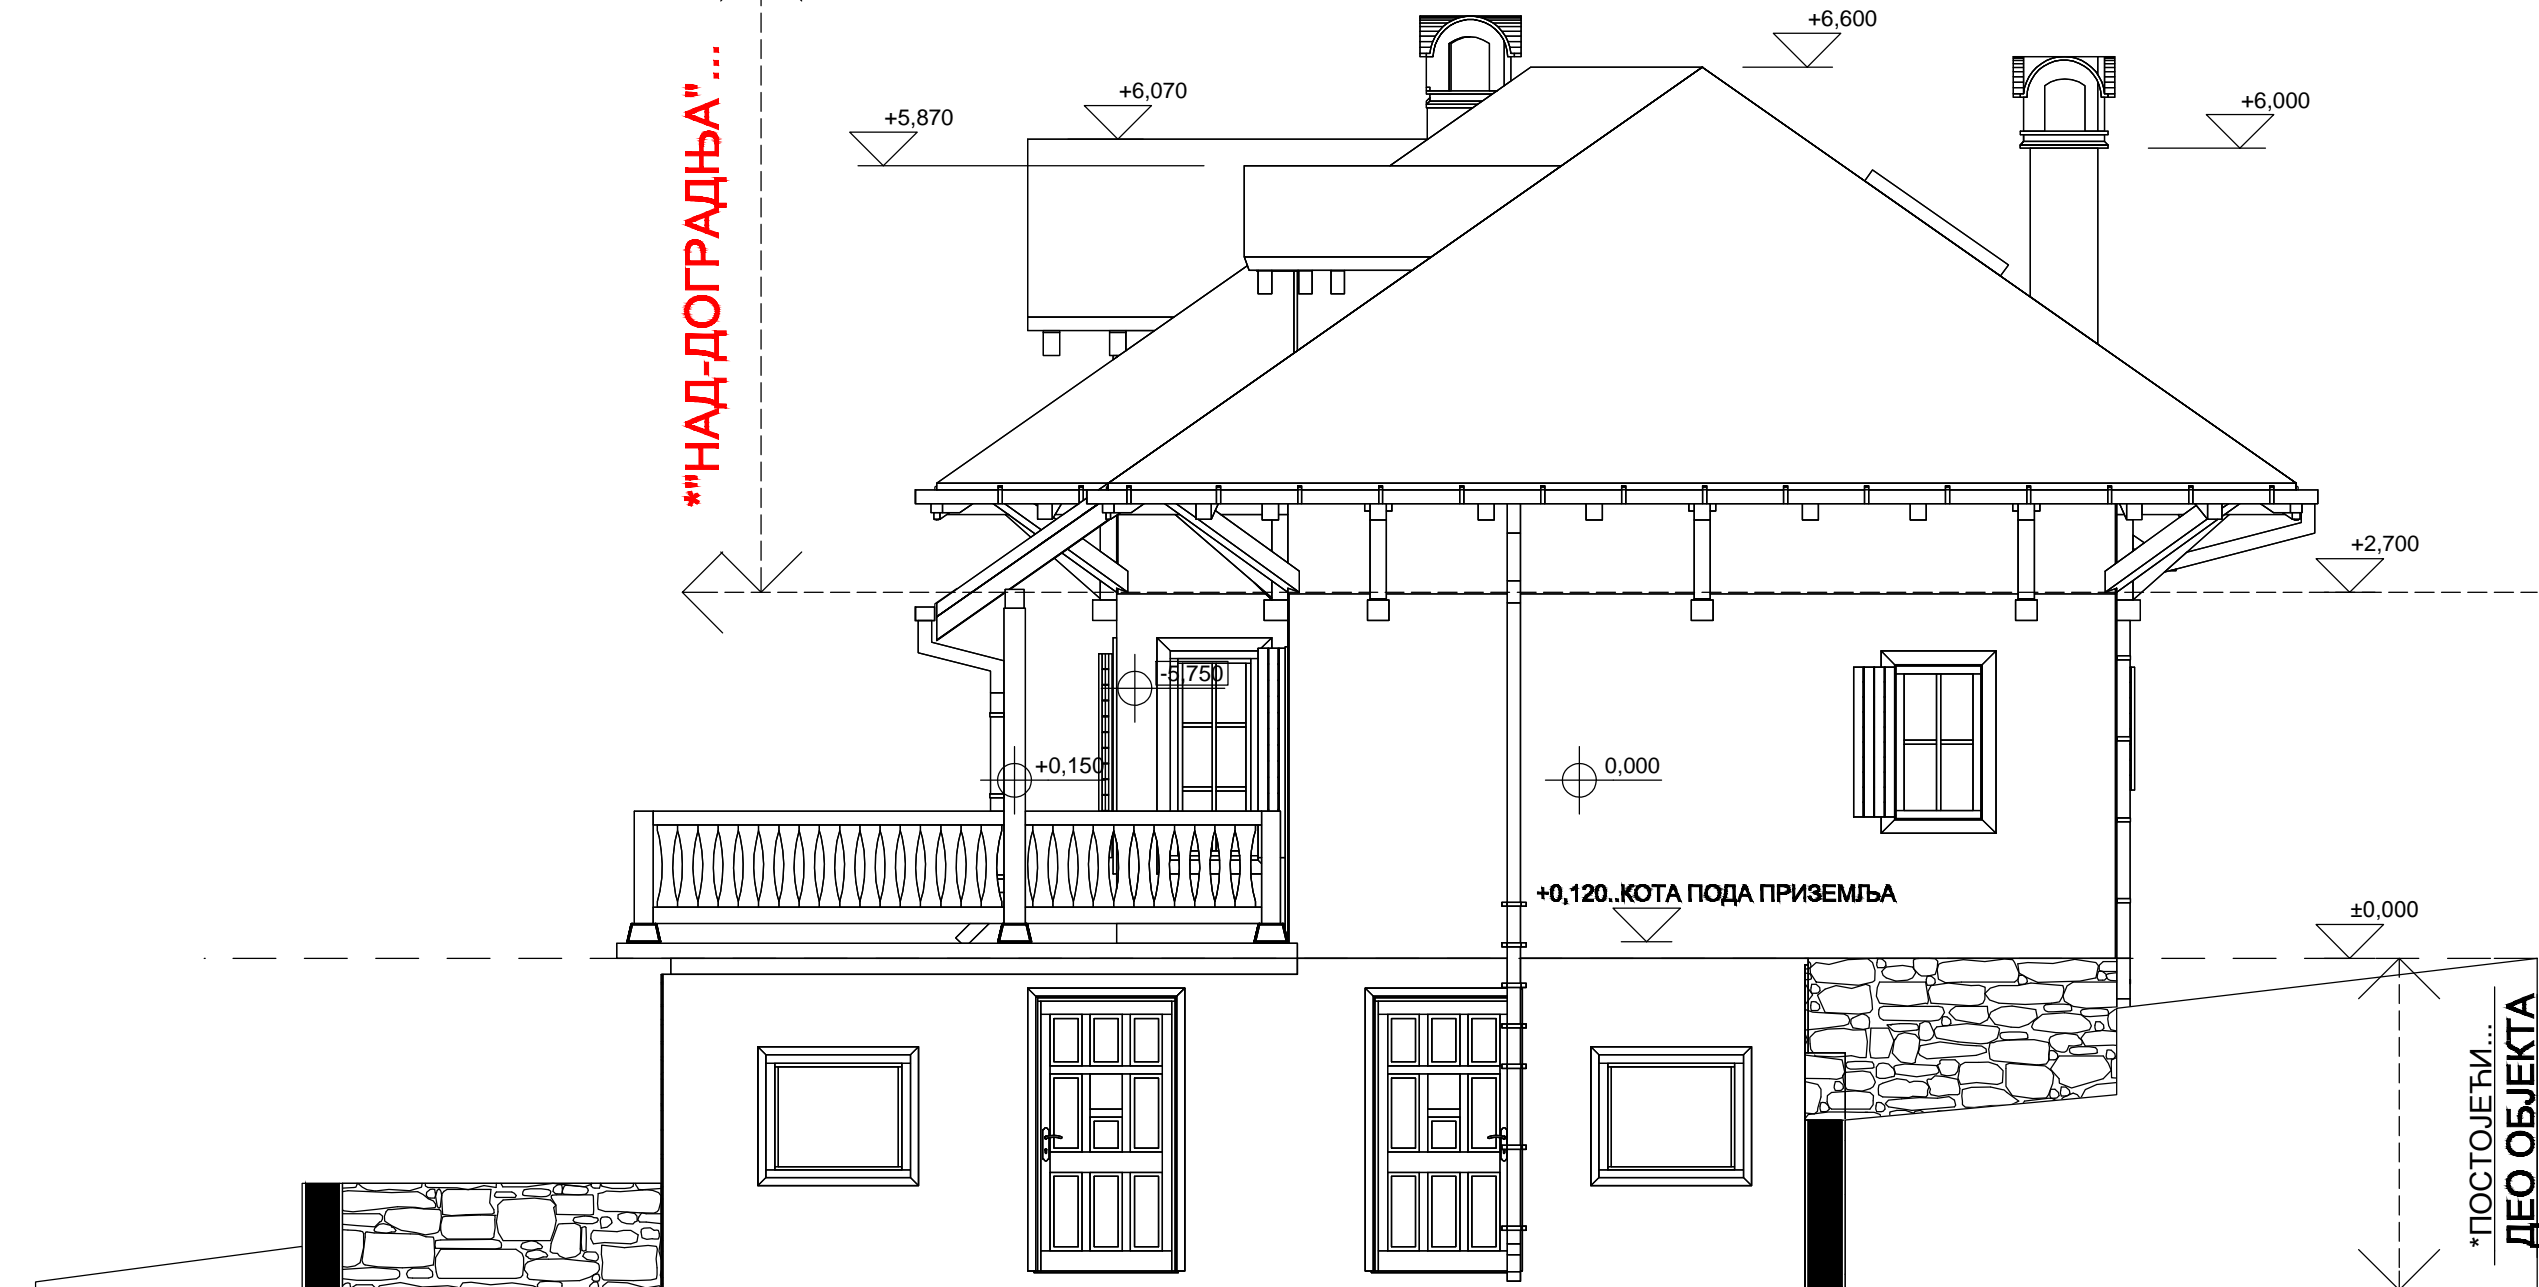 +6,600
+6,070
+5,870
+6,000
*"НАД-ДОГРАДЊА"...
+2,700
-5,750
+0,150
0,000
+0,120..КОТА ПОДА ПРИЗЕМЉА
±0,000
*ПОСТОЈЕЋИ...
ДЕО ОБЈЕКТА